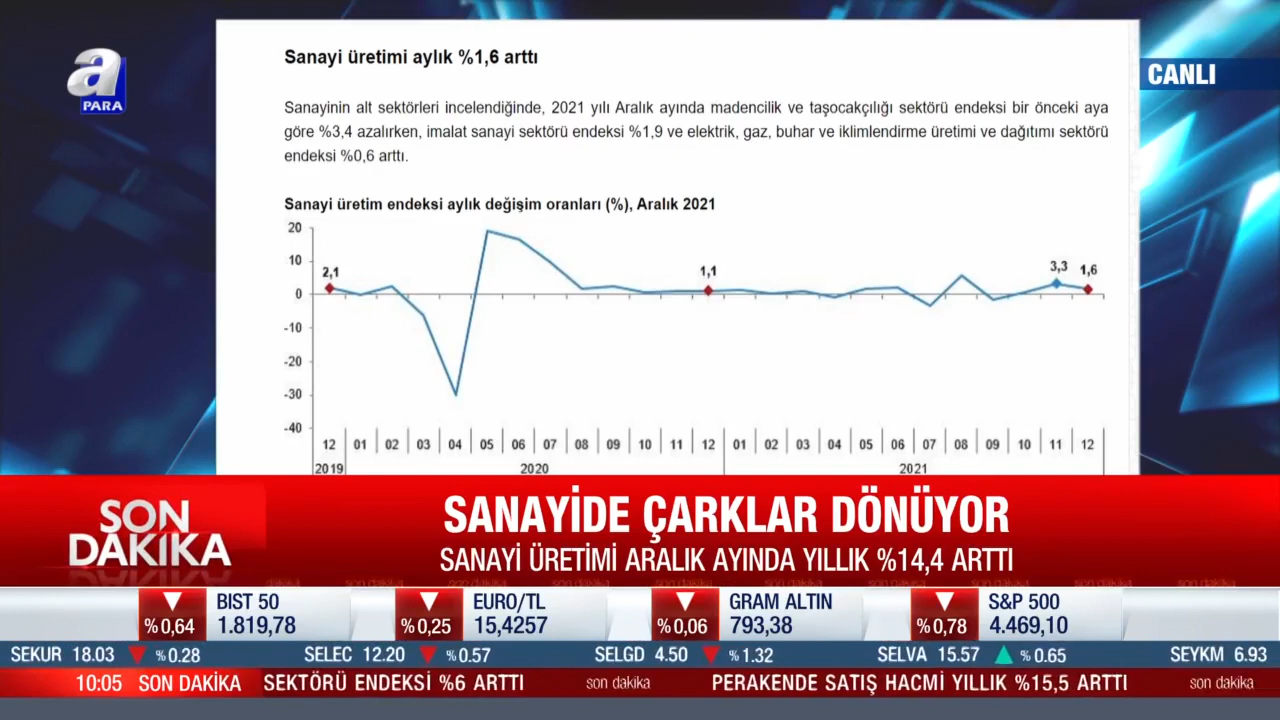 a
PARA
CANLI
Sanayi üretimi aylık %1,6 arttı
Sanayinin alt sektörleri incelendiğinde, 2021 yılı Aralık ayında madencilik ve taşocakçılığı sektörü endeksi bir önceki aya
göre %3,4 azalırken, imalat sanayi sektörü endeksi %1,9 ve elektrik, gaz, buhar ve iklimlendirme üretimi ve dağıtımı sektörü
endeksi %0,6 arttı.
Sanayi üretim endeksi aylık değişim oranları (%), Aralık 2021
20
10
0
-10
-20
-30
-40
2,1
1,1
3,3
1,6
12 01 02 03 04 05 06 07 08 09 10 11 12 01 02 03 04 05 06 07 08 09 10 11 12
2019 2020 2021
SON
DAKİKA
SANAYİDE ÇARKLAR DÖNÜYOR
SANAYİ ÜRETİMİ ARALIK AYINDA YILLIK %14,4 ARTTI
%0,64 BIST 50 1.819,78
%0,25 EURO/TL 15,4257
%0,06 GRAM ALTIN 793,38
%0,78 S&P 500 4.469,10
SEKUR 18.03 %0.28 SELEC 12.20 %0.57 SELGD 4.50 %1.32 SELVA 15.57 %0.65 SEYKM 6.93
10:05 SON DAKİKA SEKTÖRÜ ENDEKSİ %6 ARTTI son dakika PERAKENDE SATIŞ HACMİ YILLIK %15,5 ARTTI son dakika